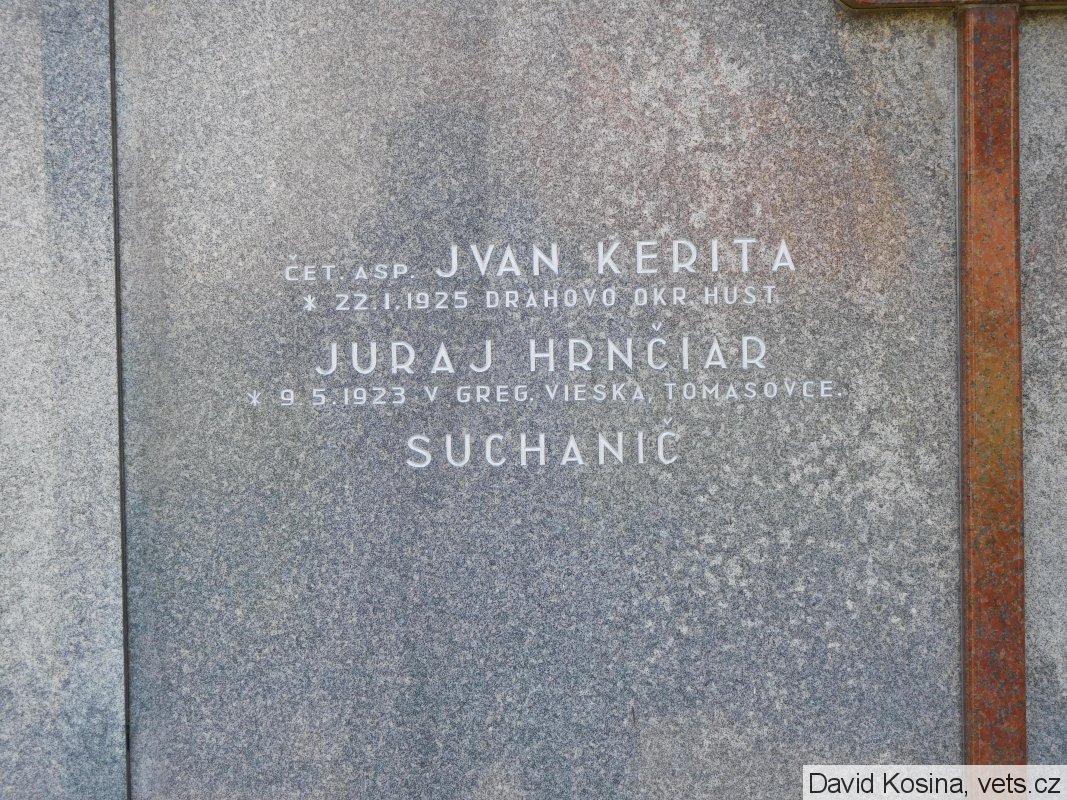 ČET. ASP. JVAN KERITA
* 22.1.1925 DRAHOVO OKR. HUST
JURAJ HRNČIAR
* 9 5.1923 V GREG. VIESKA, TOMASOVCE.
SUCHANIČ
David Kosina, vets.cz